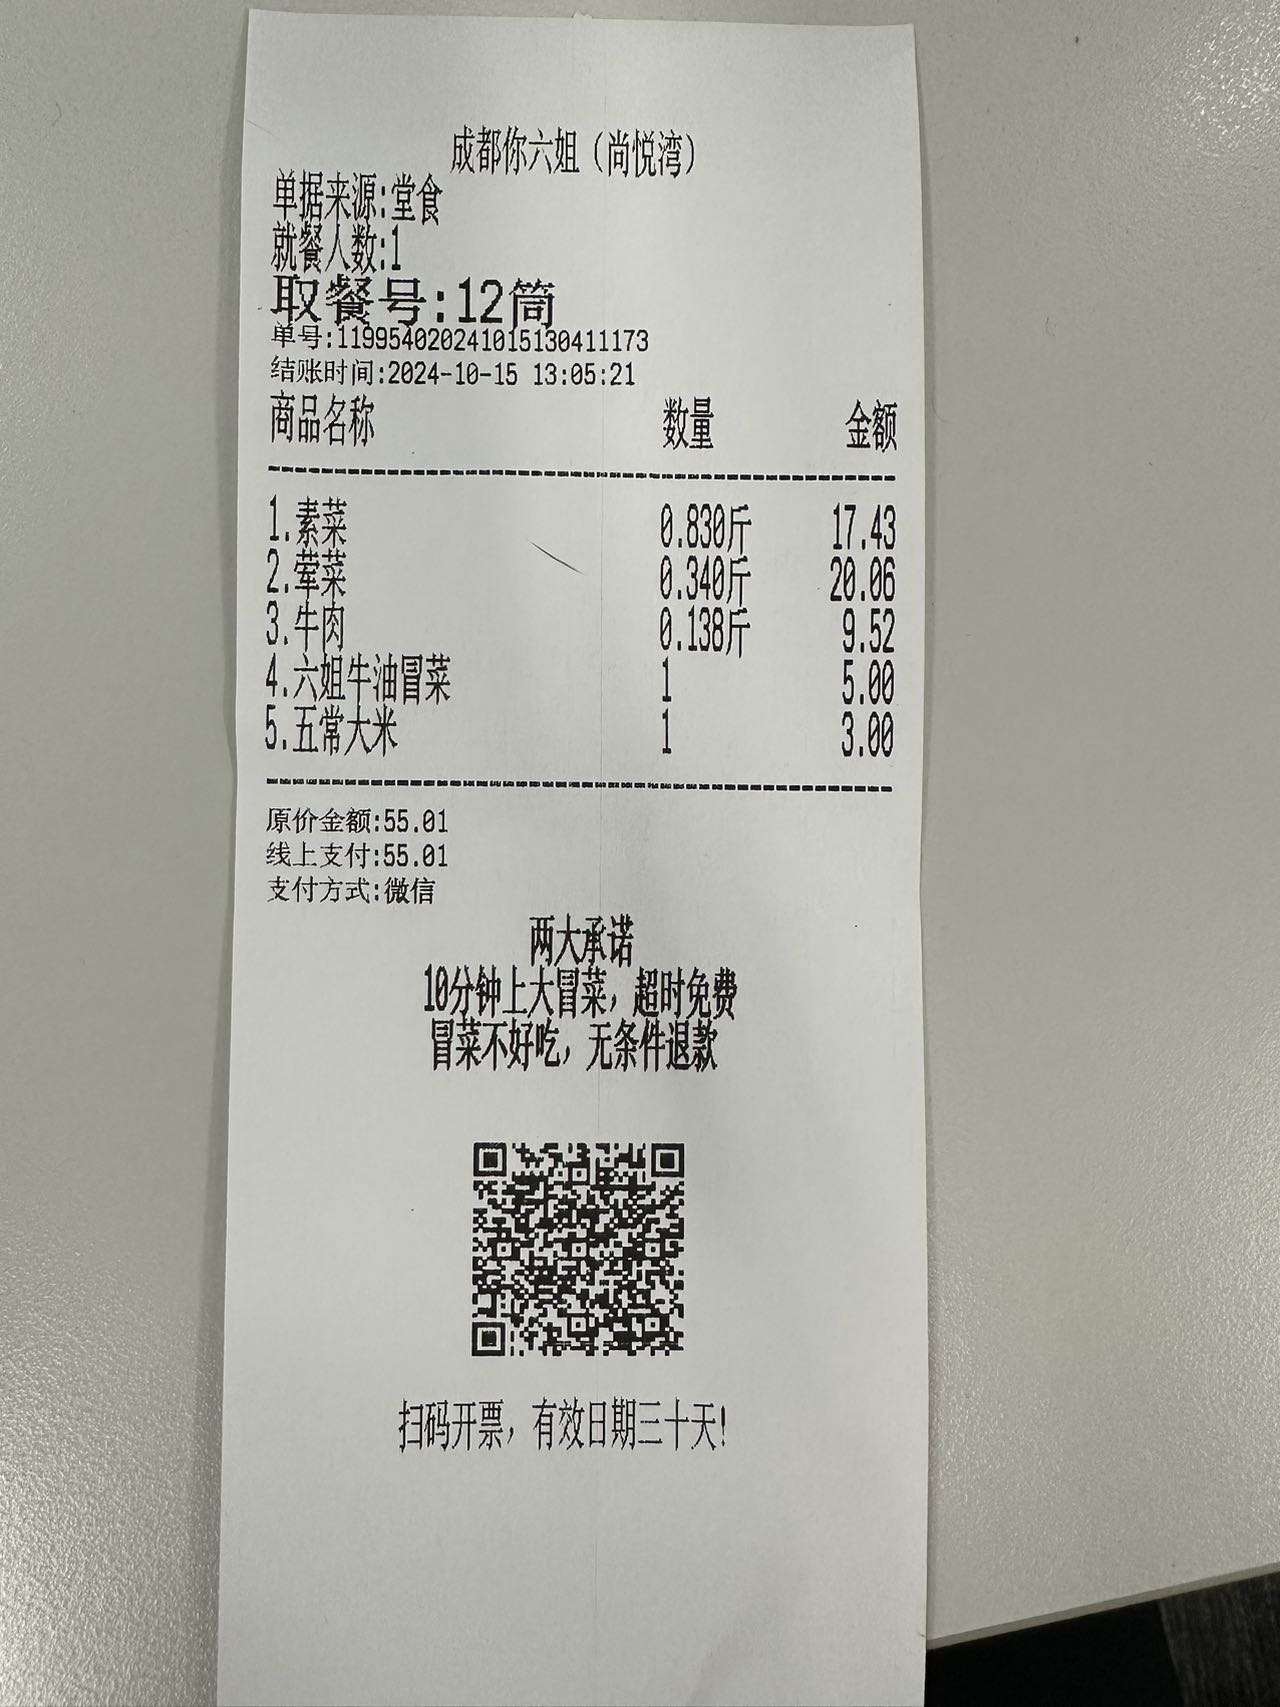 成都你六姐（尚悦湾）
单据来源:堂食
就餐人数:1
取餐号:12筒
单号:119954020241015130411173
结账时间:2024-10-15 13:05:21
商品名称 数量 金额
1.素菜 0.830斤 17.43
2.荤菜 0.340斤 20.06
3.牛肉 0.138斤 9.52
4.六姐牛油冒菜 1 5.00
5.五常大米 1 3.00
原价金额:55.01
线上支付:55.01
支付方式:微信
两大承诺
10分钟上大冒菜，超时免费
冒菜不好吃，无条件退款
扫码开票，有效日期三十天!